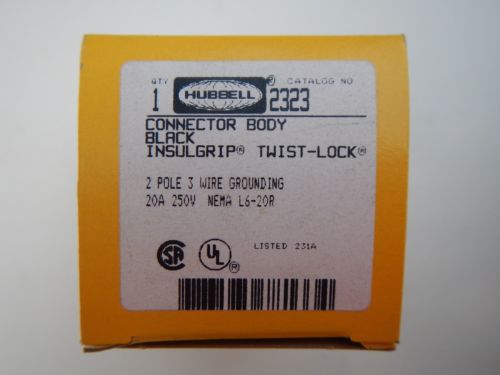 QTY CATALOG NO
1 HUBBELL® 2323
CONNECTOR BODY
BLACK
INSULGRIP® TWIST-LOCK®
2 POLE 3 WIRE GROUNDING
20A 250V NEMA L6-20R
LISTED 231A
SA UL®